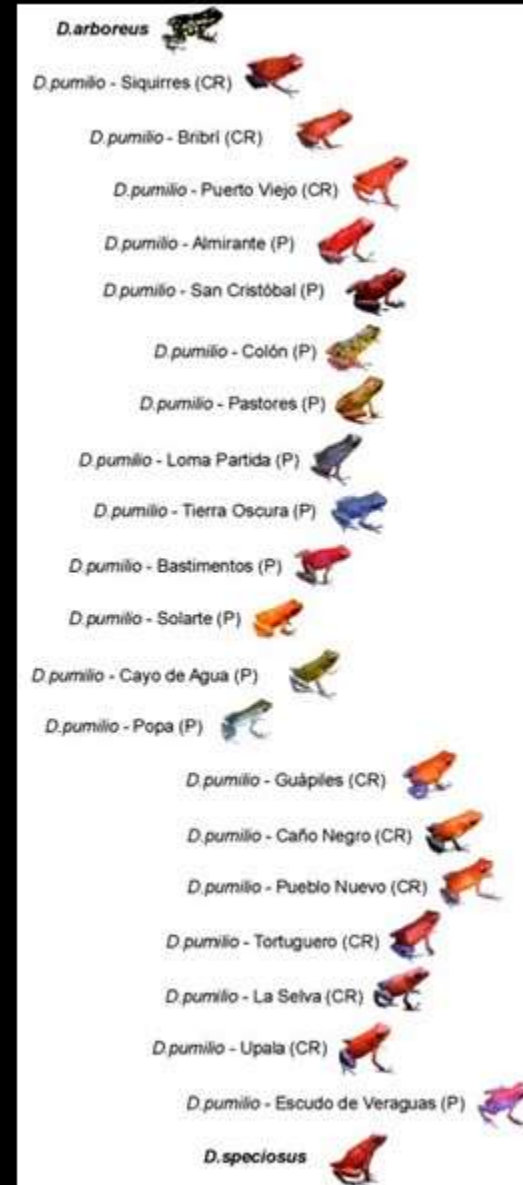 D.arboreus
D.pumilio - Siquirres (CR)
D.pumilio - Bribrí (CR)
D.pumilio - Puerto Viejo (CR)
D.pumilio - Almirante (P)
D.pumilio - San Cristóbal (P)
D.pumilio - Colón (P)
D.pumilio - Pastores (P)
D.pumilio - Loma Partida (P)
D.pumilio - Tierra Oscura (P)
D.pumilio - Bastimentos (P)
D.pumilio - Solarte (P)
D.pumilio - Cayo de Agua (P)
D.pumilio - Popa (P)
D.pumilio - Guápiles (CR)
D.pumilio - Caño Negro (CR)
D.pumilio - Pueblo Nuevo (CR)
D.pumilio - Tortuguero (CR)
D.pumilio - La Selva (CR)
D.pumilio - Upala (CR)
D.pumilio - Escudo de Veraguas (P)
D.speciosus